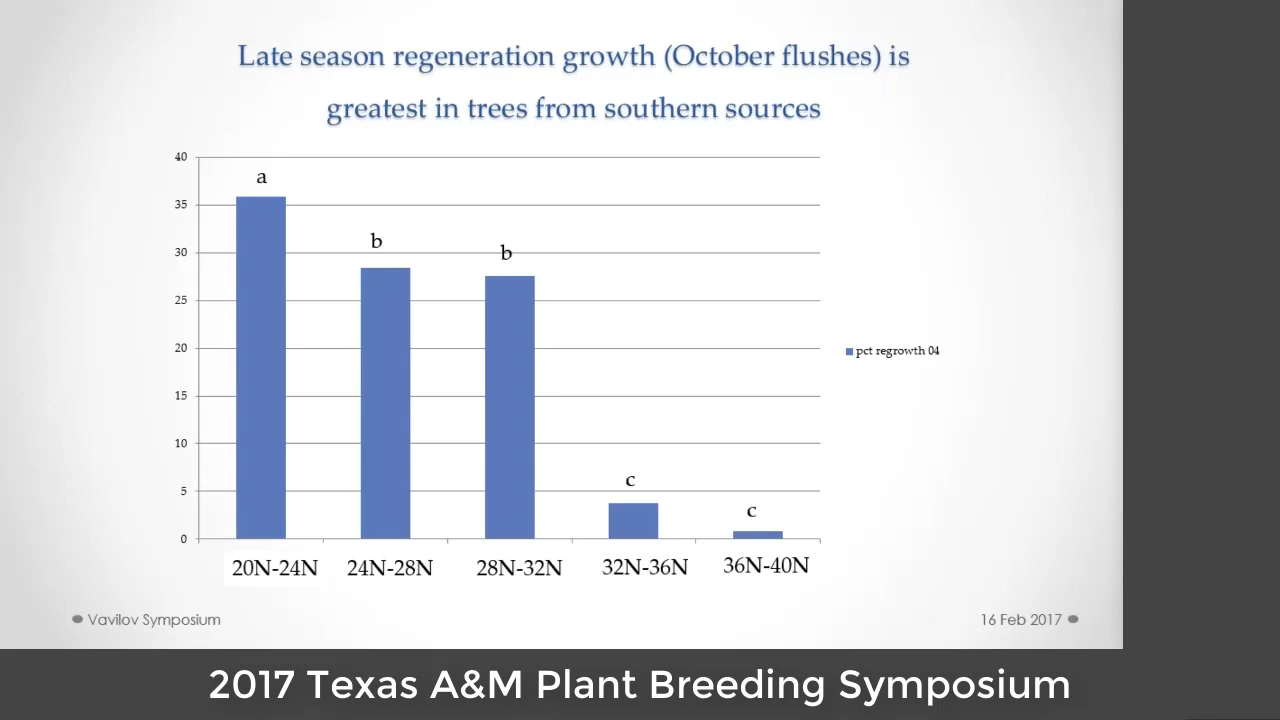 Late season regeneration growth (October flushes) is
greatest in trees from southern sources
40
35
30
25
20
15
10
5
0
a
b
b
c
c
20N-24N
24N-28N
28N-32N
32N-36N
36N-40N
pct regrowth 04
Vavilov Symposium
16 Feb 2017
2017 Texas A&M Plant Breeding Symposium